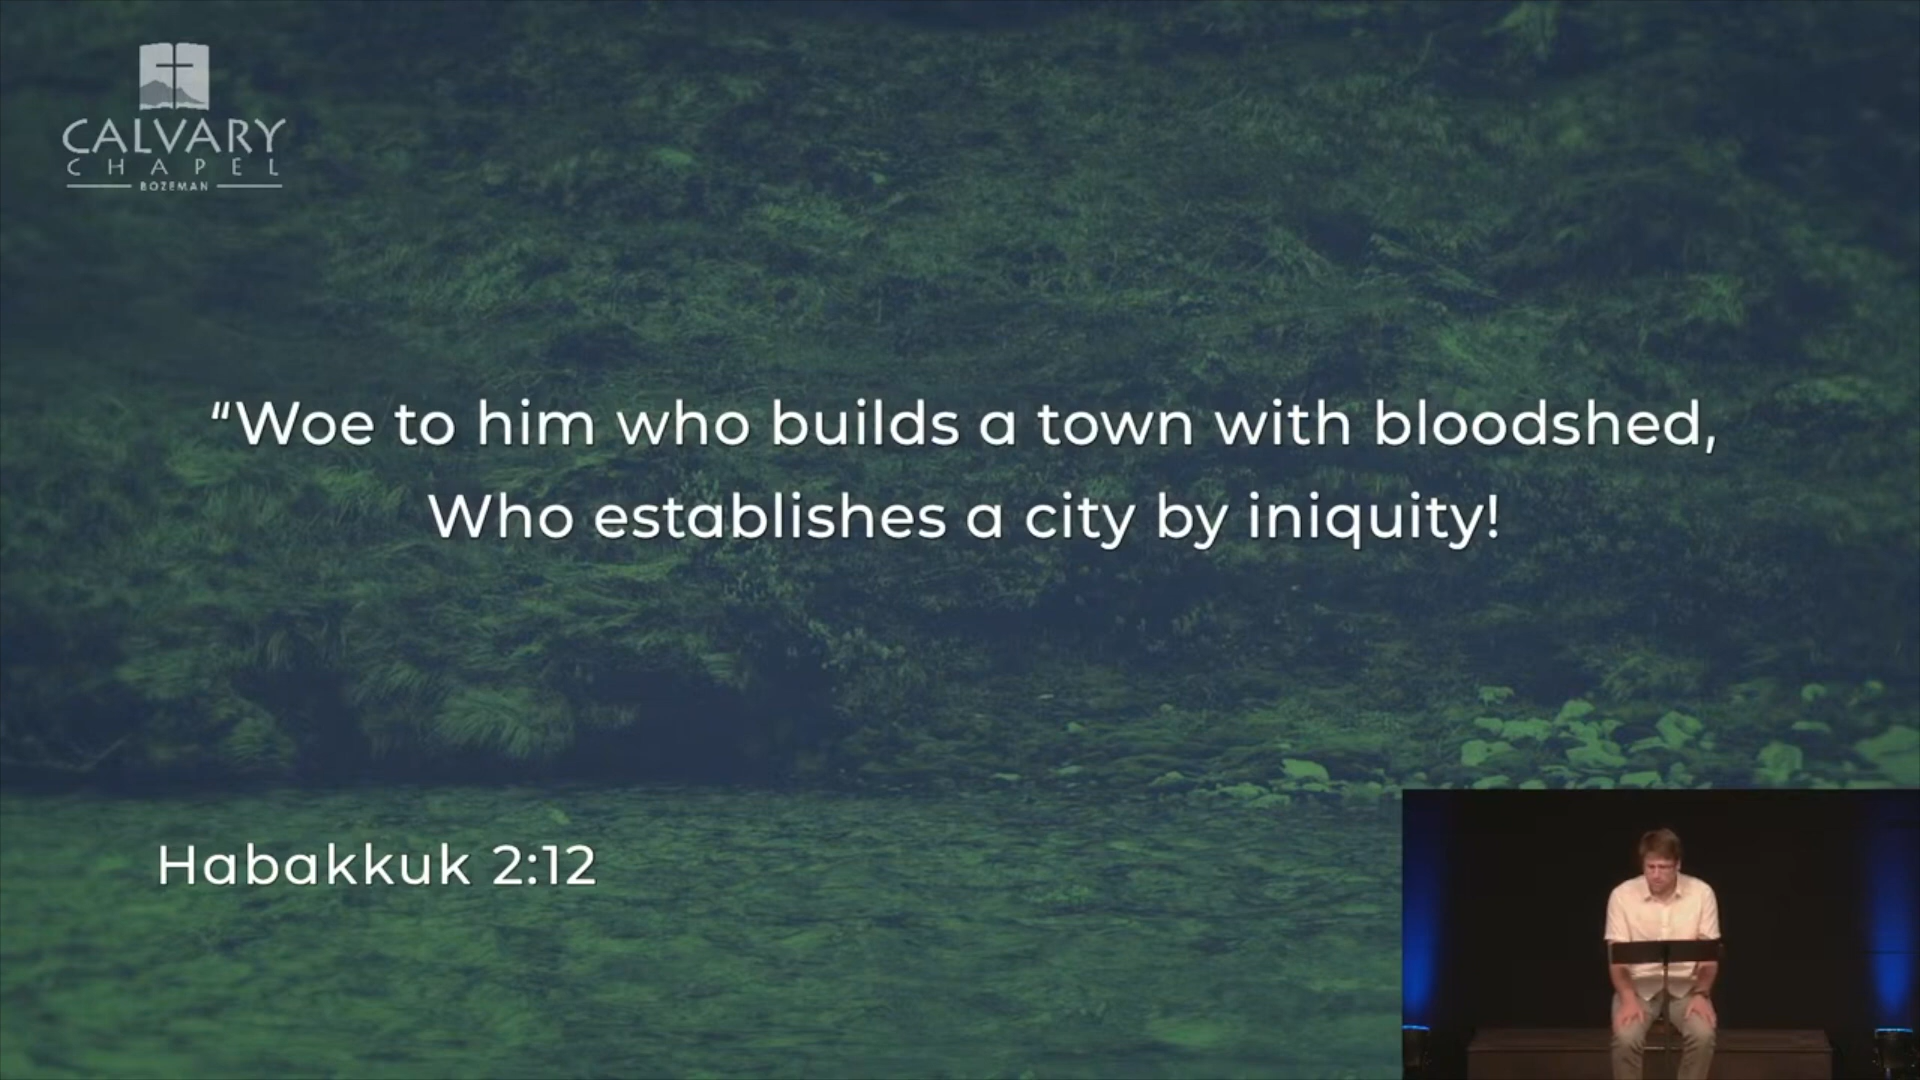 CALVARY
CHAPEL
BOZEMAN
“Woe to him who builds a town with bloodshed,
Who establishes a city by iniquity!
Habakkuk 2:12